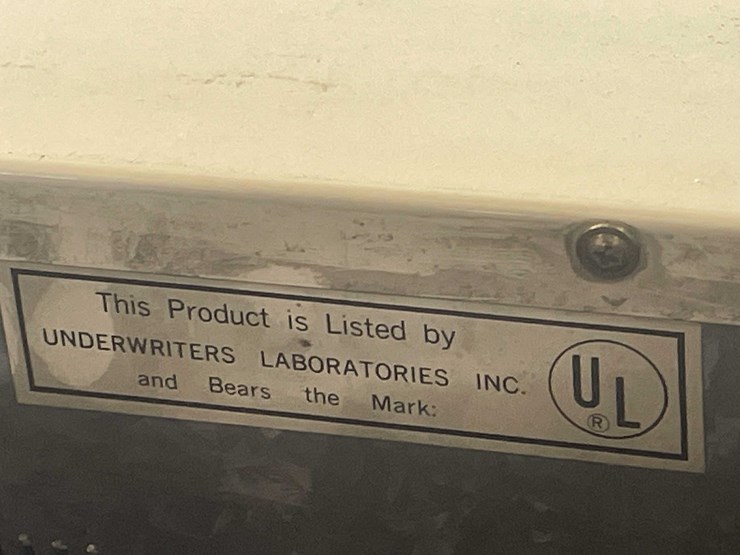 This Product is Listed by
UNDERWRITERS LABORATORIES INC.
and Bears the Mark:
UL
®